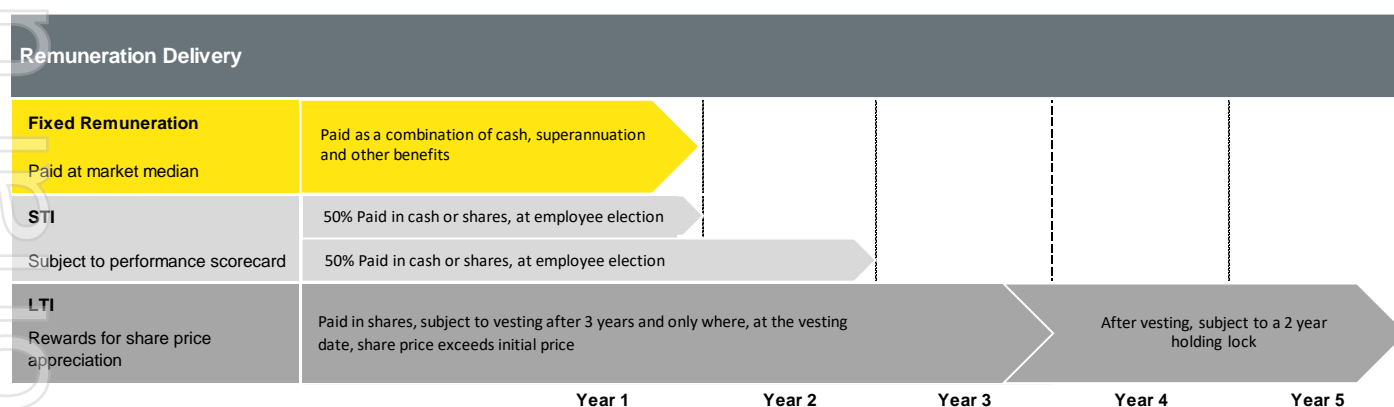 Remuneration Delivery
Fixed Remuneration
Paid at market median
Paid as a combination of cash, superannuation
and other benefits
STI
Subject to performance scorecard
50% Paid in cash or shares, at employee election
50% Paid in cash or shares, at employee election
LTI
Rewards for share price
appreciation
Paid in shares, subject to vesting after 3 years and only where, at the vesting
date, share price exceeds initial price
After vesting, subject to a 2 year
holding lock
Year 1
Year 2
Year 3
Year 4
Year 5